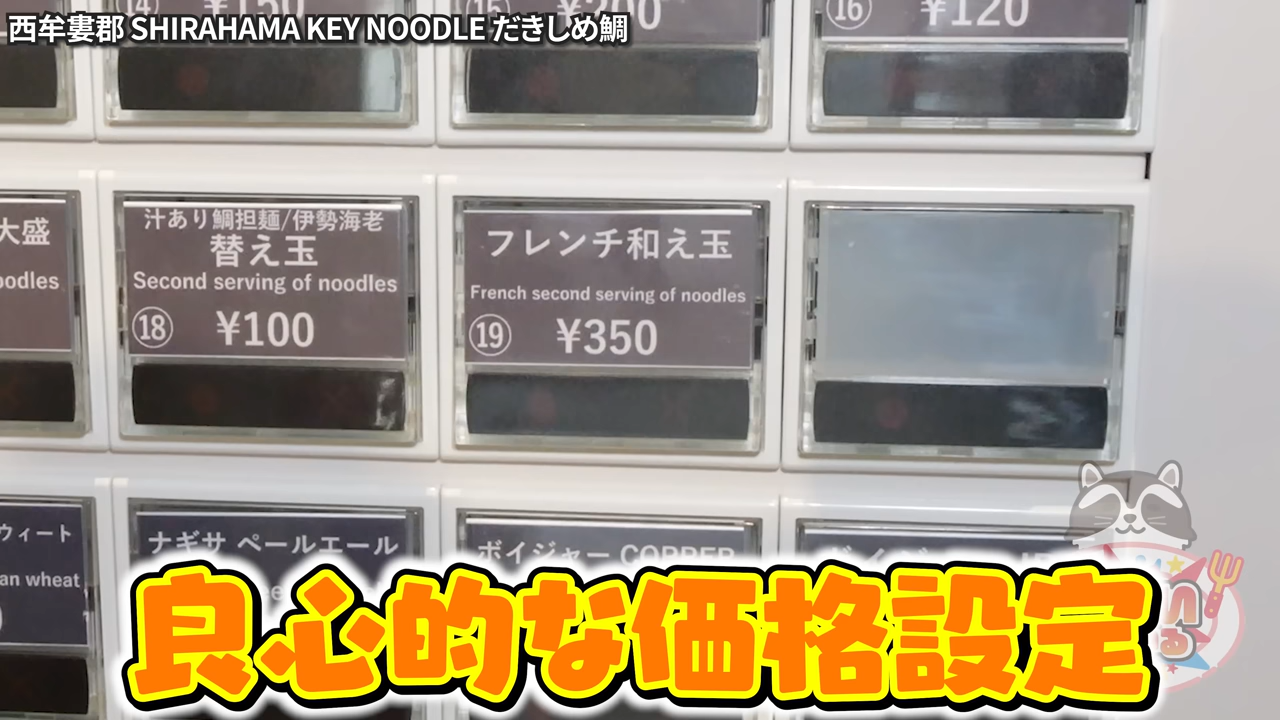 西牟婁郡 SHIRAHAMA KEY NOODLE だきしめ鯛
⑭ ¥150
⑮
⑯ ¥120
大盛
汁あり鯛担麺/伊勢海老
替え玉
Second serving of noodles
⑱ ¥100
フレンチ和え玉
French second serving of noodles
⑲ ¥350
ウィート
an wheat
ナギサ ペールエール
ボイジャー COPPER
良心的な価格設定